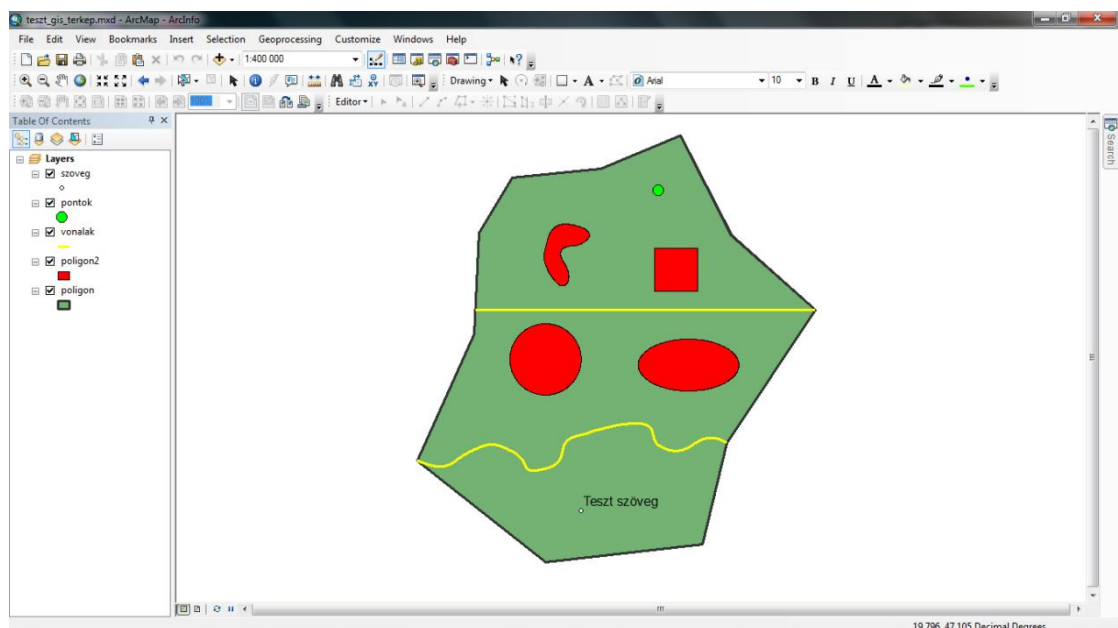 teszt_gis_terkep.mxd - ArcMap - ArcInfo
File Edit View Bookmarks Insert Selection Geoprocessing Customize Windows Help
1:400 000
Drawing A Arial 10 B I U A
100% Editor
Table Of Contents
Layers
szoveg
pontok
vonalak
poligon2
poligon
Search
Teszt szöveg
19,796 47,105 Decimal Degrees